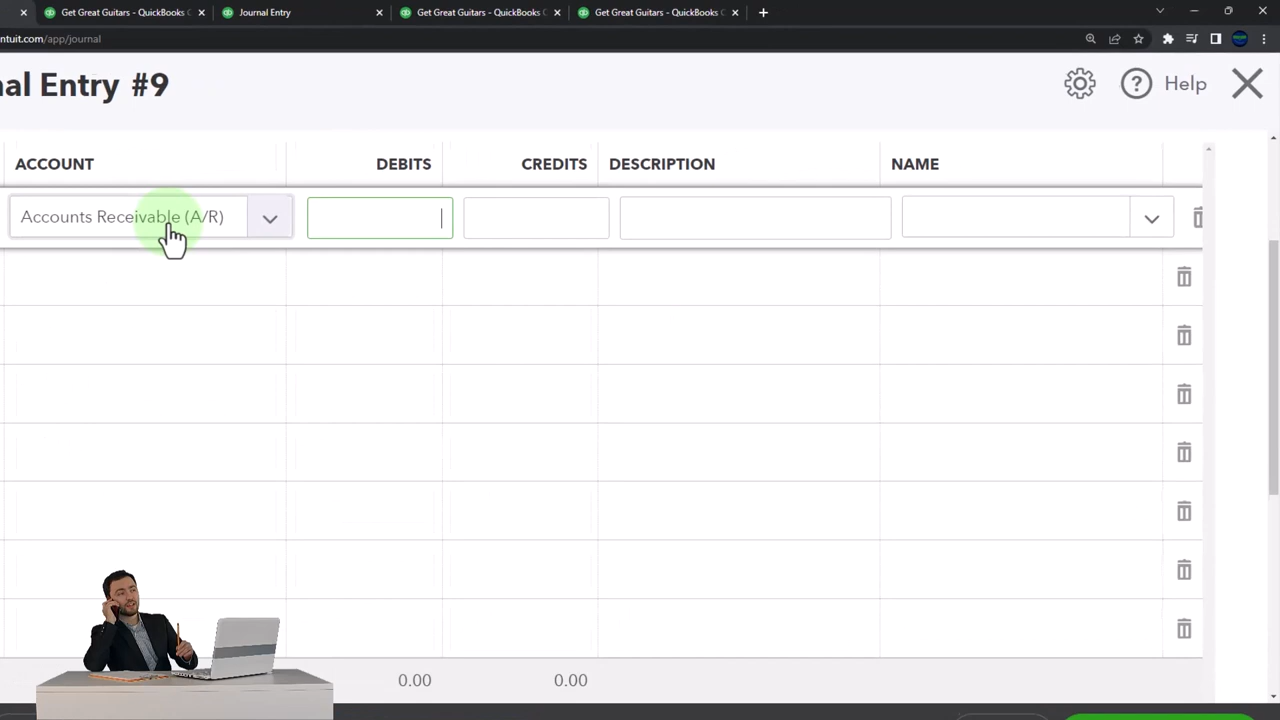 Get Great Guitars - QuickBooks C
Journal Entry
Get Great Guitars - QuickBooks C
Get Great Guitars - QuickBooks C
ntuit.com/app/journal
al Entry #9
Help
ACCOUNT DEBITS CREDITS DESCRIPTION NAME
Accounts Receivable (A/R)
0.00 0.00